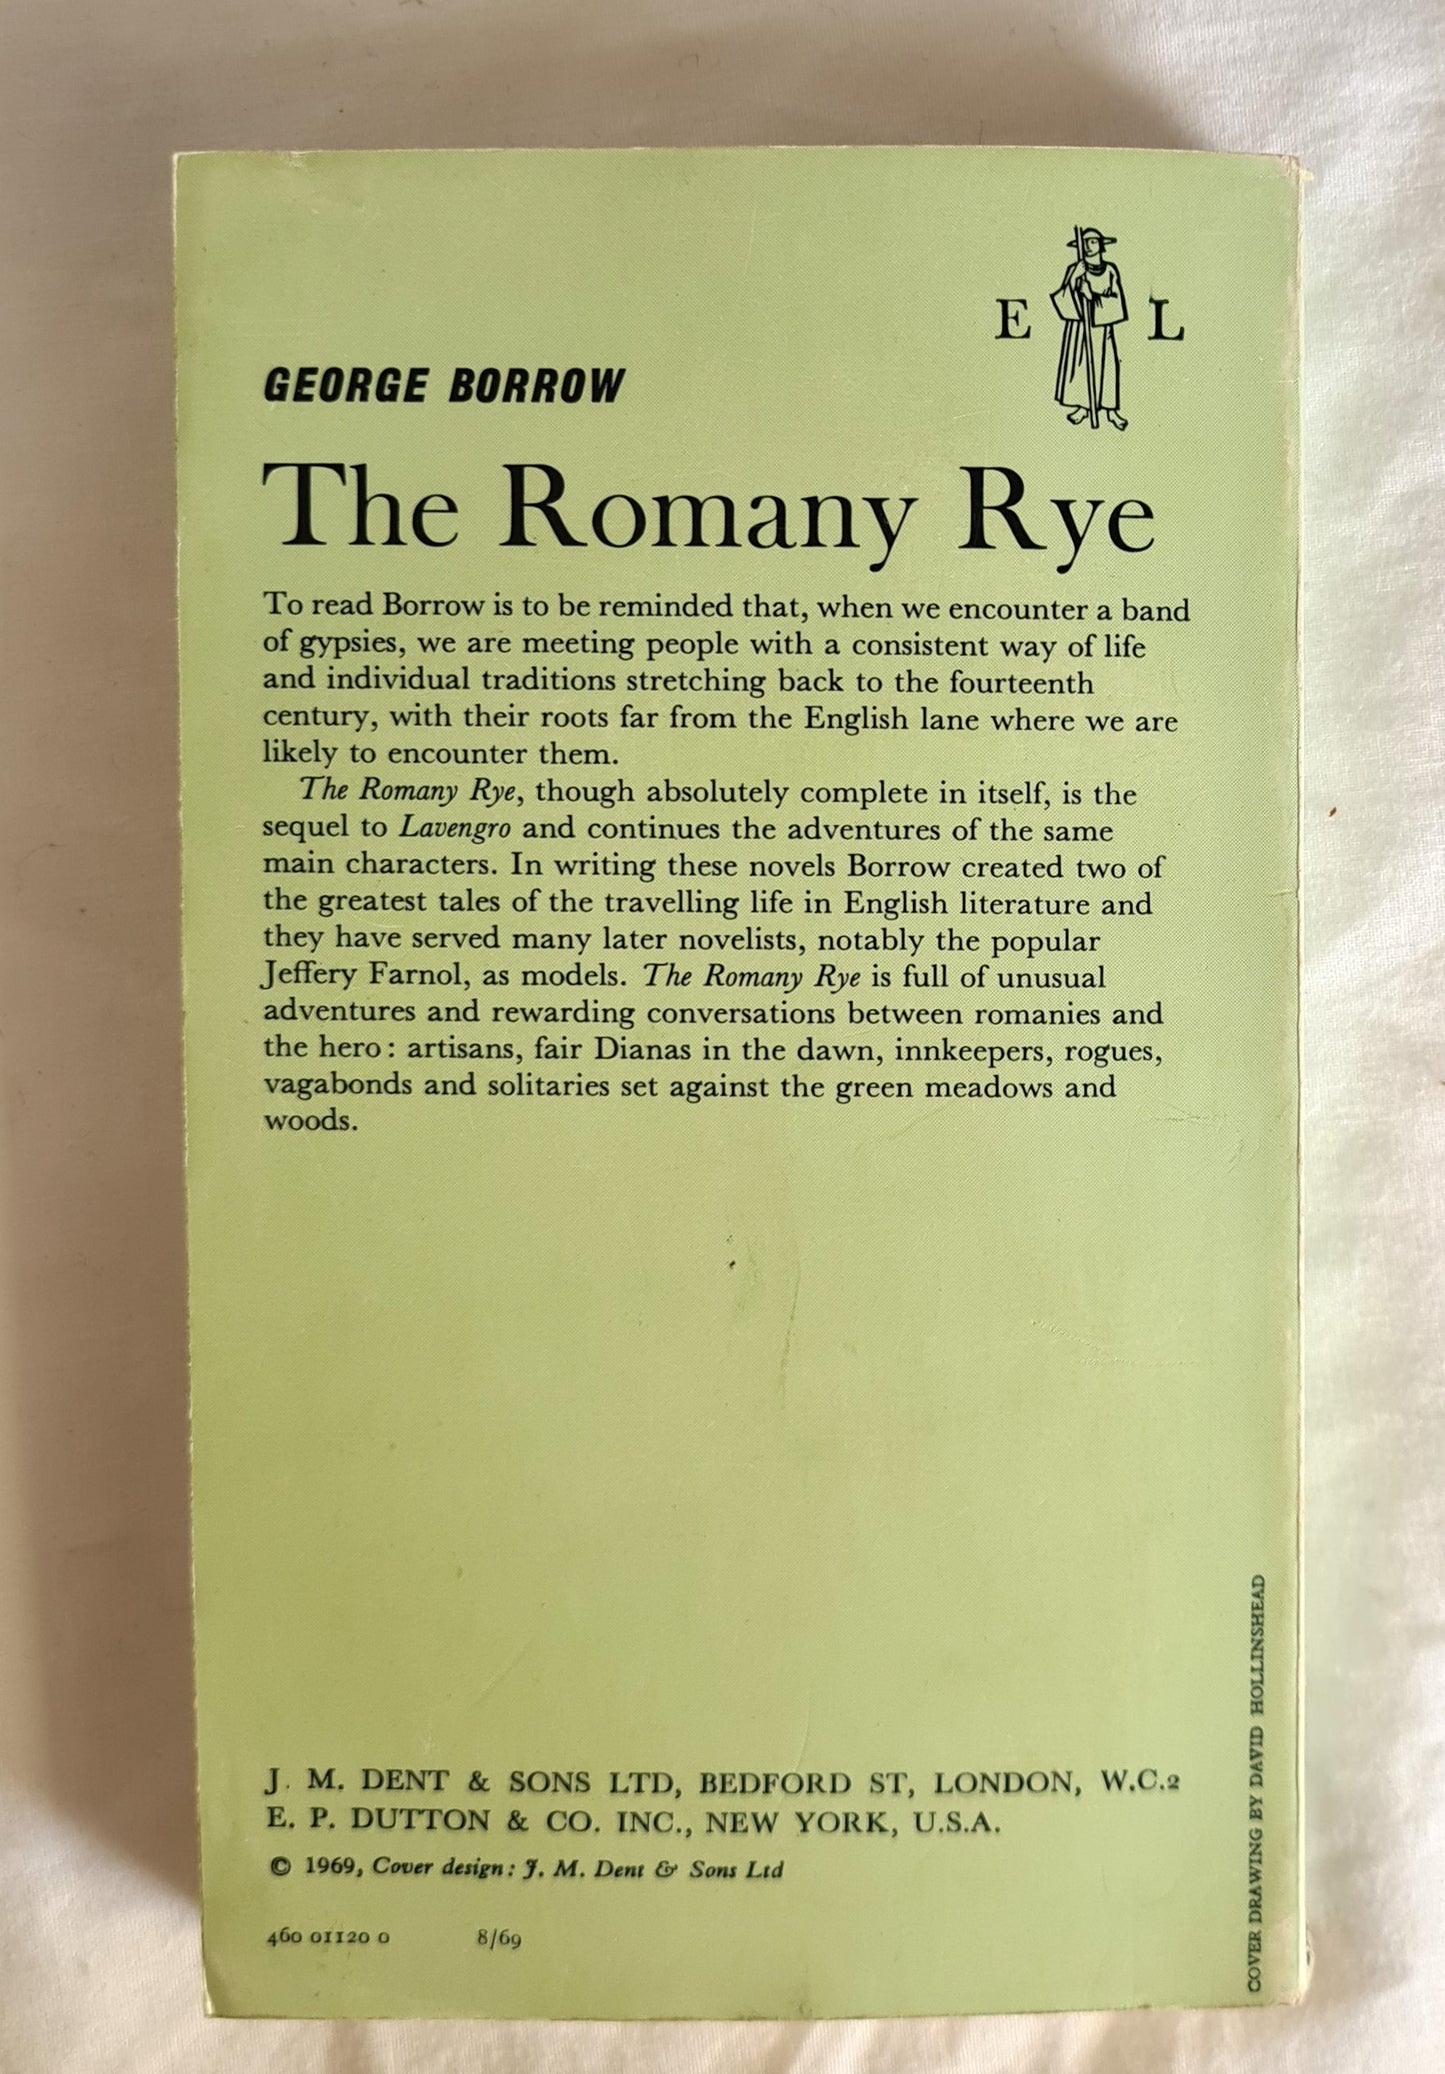 E L
GEORGE BORROW
The Romany Rye
To read Borrow is to be reminded that, when we encounter a band
of gypsies, we are meeting people with a consistent way of life
and individual traditions stretching back to the fourteenth
century, with their roots far from the English lane where we are
likely to encounter them.
The Romany Rye, though absolutely complete in itself, is the
sequel to Lavengro and continues the adventures of the same
main characters. In writing these novels Borrow created two of
the greatest tales of the travelling life in English literature and
they have served many later novelists, notably the popular
Jeffery Farnol, as models. The Romany Rye is full of unusual
adventures and rewarding conversations between romanies and
the hero: artisans, fair Dianas in the dawn, innkeepers, rogues,
vagabonds and solitaries set against the green meadows and
woods.
J. M. DENT & SONS LTD, BEDFORD ST, LONDON, W.C.2
E. P. DUTTON & CO. INC., NEW YORK, U.S.A.
© 1969, Cover design: J. M. Dent & Sons Ltd
460 01120 0 8/69
COVER DRAWING BY DAVID HOLLINSHEAD